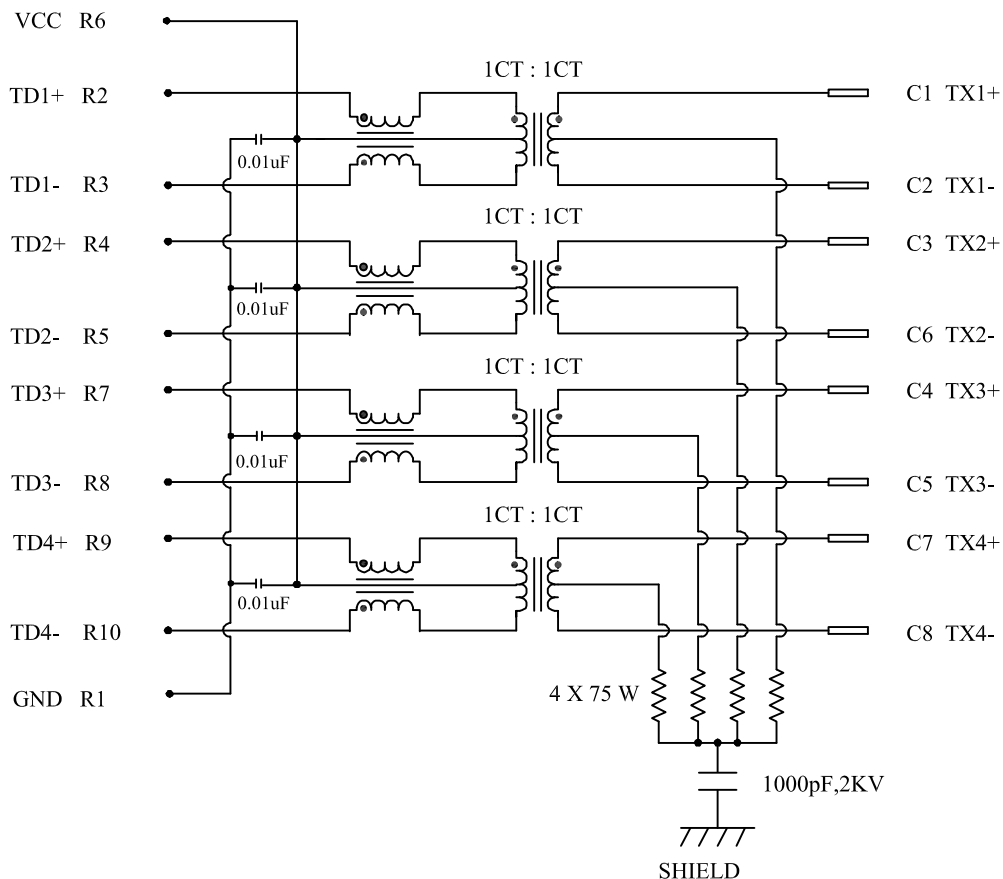 VCC R6
1CT : 1CT
TD1+ R2
C1 TX1+
0.01uF
TD1- R3
C2 TX1-
1CT : 1CT
TD2+ R4
C3 TX2+
0.01uF
TD2- R5
C6 TX2-
1CT : 1CT
TD3+ R7
C4 TX3+
0.01uF
TD3- R8
C5 TX3-
1CT : 1CT
TD4+ R9
C7 TX4+
0.01uF
TD4- R10
C8 TX4-
GND R1
4 X 75 W
1000pF,2KV
SHIELD